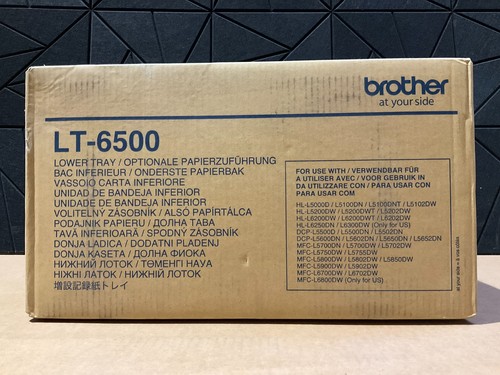 brother
at your side
LT-6500
LOWER TRAY / OPTIONALE PAPIERZUFÜHRUNG
BAC INFERIEUR / ONDERSTE PAPIERBAK
VASSOIO CARTA INFERIORE
UNIDAD DE BANDEJA INFERIOR
UNIDADE DE BANDEJA INFERIOR
VOLITELNÝ ZÁSOBNÍK / ALSÓ PAPÍRTÁLCA
PODAJNIK PAPIERU / ДОЛНА ТАВА
TAVĂ INFERIOARĂ / SPODNÝ ZÁSOBNÍK
DONJA LADICA / DODATNI PLADENJ
DONJA KASETA / ДОЛНА ФИОКА
НИЖНИЙ ЛОТОК / ТӨМЕНГІ НАУА
НІЖНІ ЛАТОК / НИЖНІЙ ЛОТОК
増設記録紙トレイ
FOR USE WITH / VERWENDBAR FÜR
A UTILISER AVEC / VOOR GEBRUIK IN
DA UTILIZZARE CON / PARA USAR CON
PARA USAR COM
HL-L5000D / L5100DN / L5100DNT / L5102DW
HL-L5200DW / L5200DWT / L5202DW
HL-L6200DW / L6200DWT / L6202DW
HL-L6250DN / L6300DW (Only for US)
DCP-L5500D / L5500DN / L5502DN
DCP-L5600DN / L5602DN / L5650DN / L5652DN
MFC-L5700DN / L5700DW / L5702DW
MFC-L5750DW / L5755DW
MFC-L5800DW / L5802DW / L5850DW
MFC-L5900DW / L5902DW
MFC-L6700DW / L6702DW
MFC-L6800DW (Only for US)